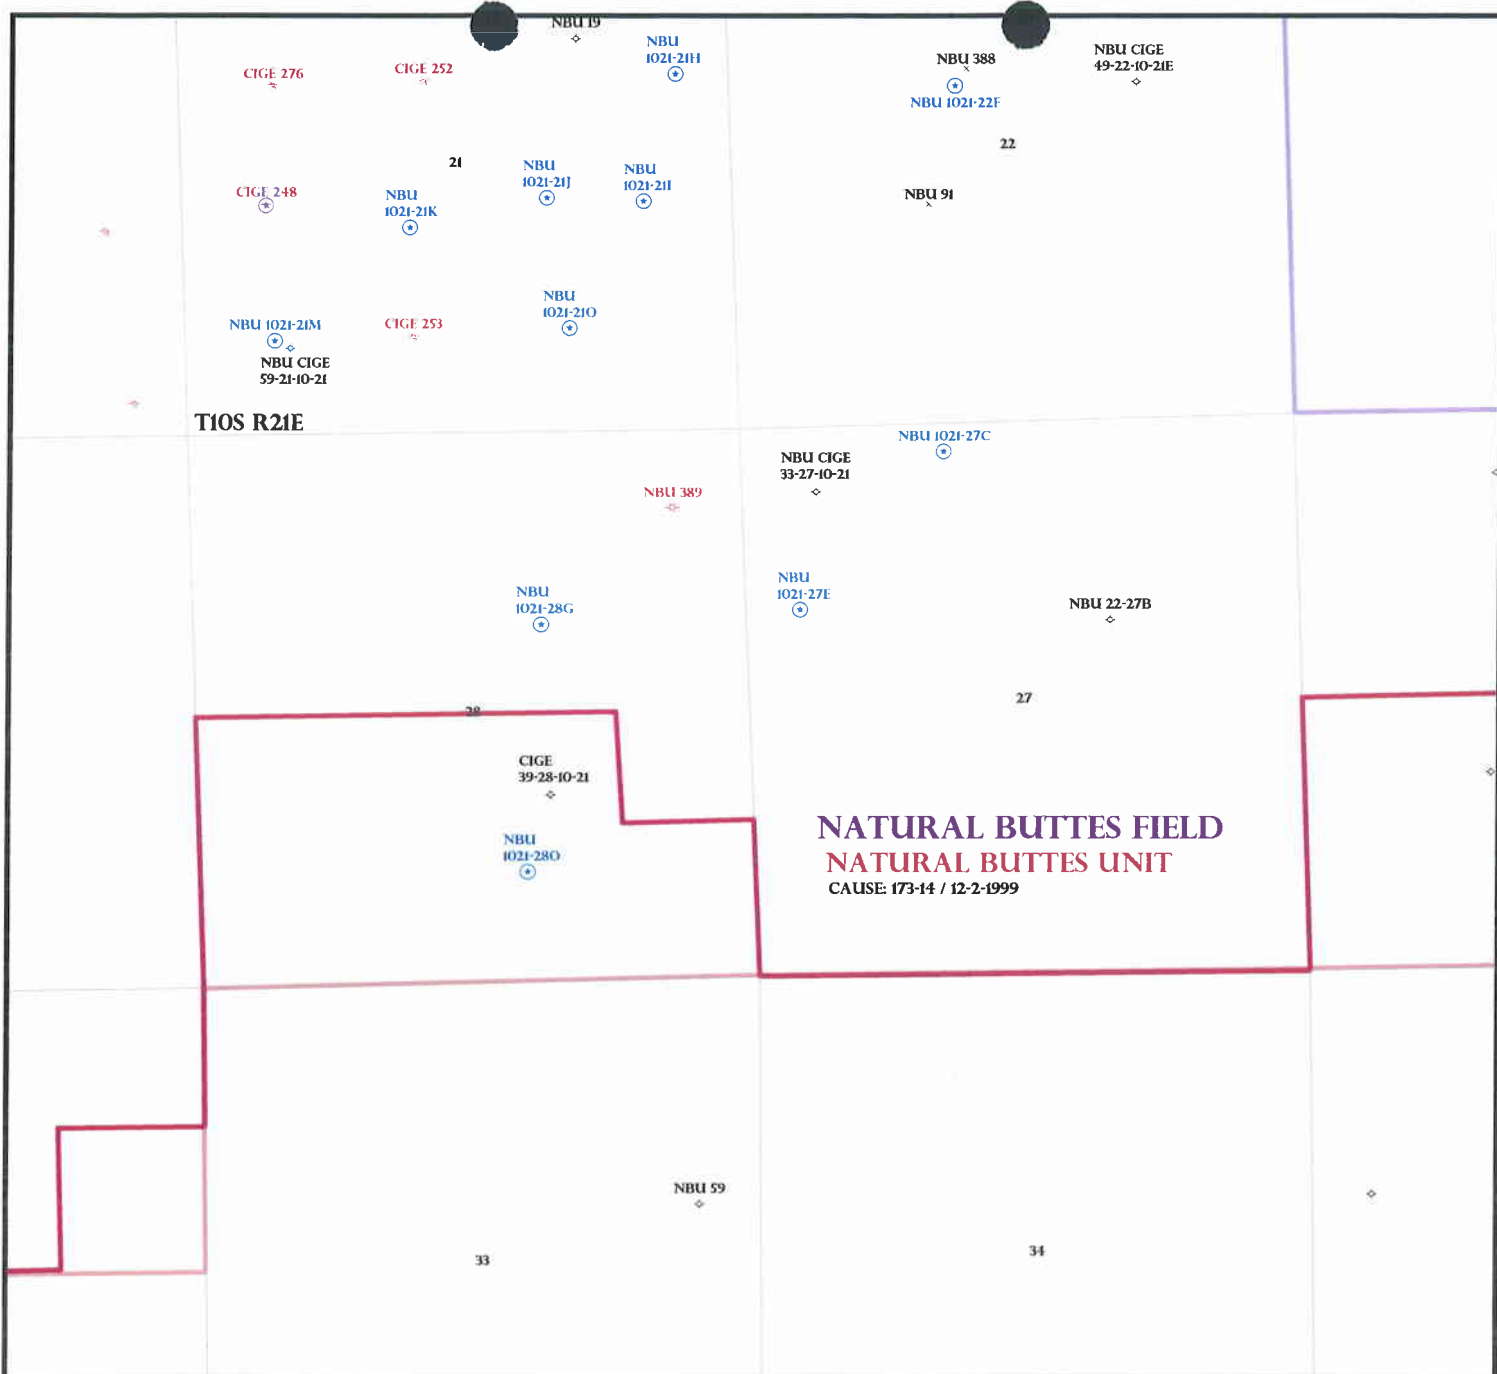 NBU 19
NBU
1021-21H
NBU 388
NBU CIGE
49-22-10-21E
CIGE 276
CIGE 252
NBU 1021-22F
22
21
NBU
1021-21J
NBU
1021-21I
CIGE 248
NBU
1021-21K
NBU 91
NBU
1021-21O
NBU 1021-21M
CIGE 253
NBU CIGE
59-21-10-21
T10S R21E
NBU 1021-27C
NBU CIGE
33-27-10-21
NBU 389
NBU
1021-28G
NBU
1021-27E
NBU 22-27B
28
27
CIGE
39-28-10-21
NBU
1021-28O
NATURAL BUTTES FIELD
NATURAL BUTTES UNIT
CAUSE: 173-14 / 12-2-1999
NBU 59
33
34